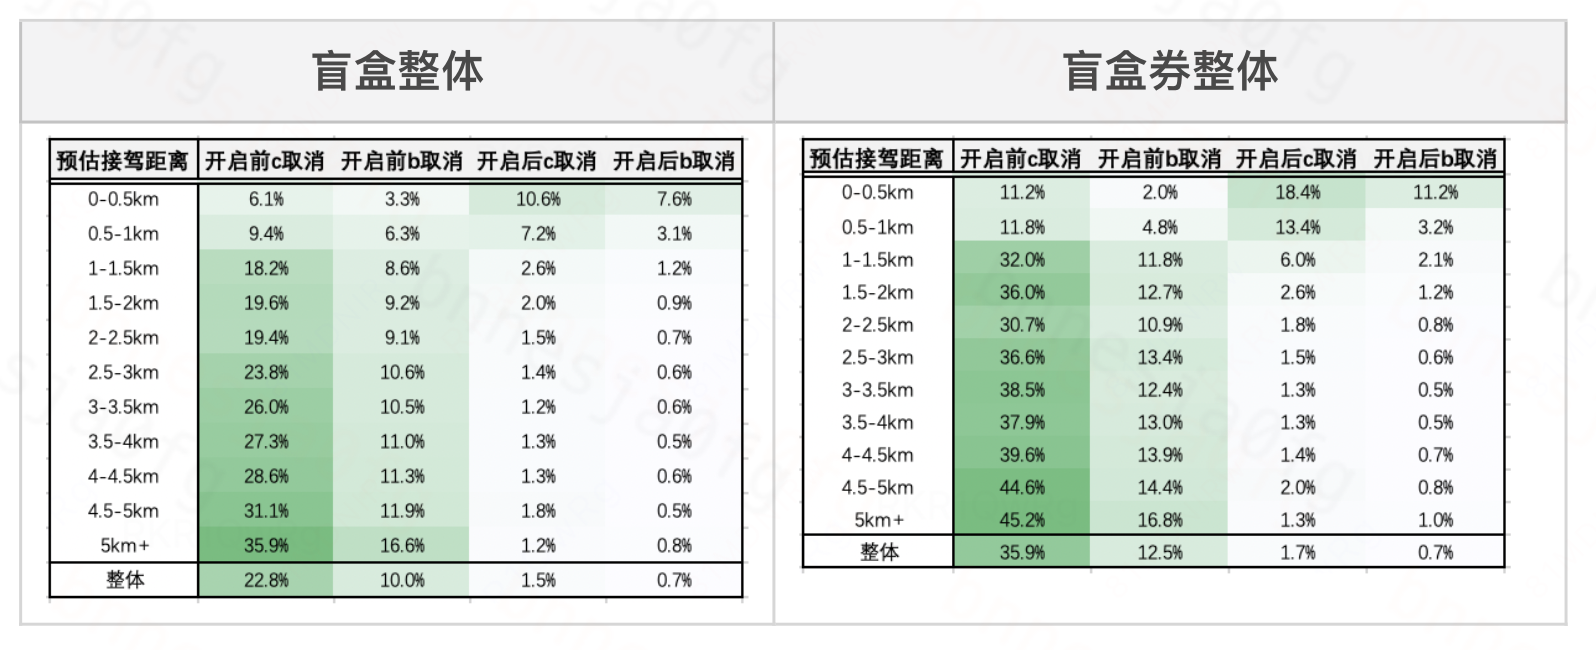 盲盒整体
盲盒券整体
预估接驾距离 开启前c取消 开启前b取消 开启后c取消 开启后b取消
0-0.5km 6.1% 3.3% 10.6% 7.6%
0.5-1km 9.4% 6.3% 7.2% 3.1%
1-1.5km 18.2% 8.6% 2.6% 1.2%
1.5-2km 19.6% 9.2% 2.0% 0.9%
2-2.5km 19.4% 9.1% 1.5% 0.7%
2.5-3km 23.8% 10.6% 1.4% 0.6%
3-3.5km 26.0% 10.5% 1.2% 0.6%
3.5-4km 27.3% 11.0% 1.3% 0.5%
4-4.5km 28.6% 11.3% 1.3% 0.6%
4.5-5km 31.1% 11.9% 1.8% 0.5%
5km+ 35.9% 16.6% 1.2% 0.8%
整体 22.8% 10.0% 1.5% 0.7%
预估接驾距离 开启前c取消 开启前b取消 开启后c取消 开启后b取消
0-0.5km 11.2% 2.0% 18.4% 11.2%
0.5-1km 11.8% 4.8% 13.4% 3.2%
1-1.5km 32.0% 11.8% 6.0% 2.1%
1.5-2km 36.0% 12.7% 2.6% 1.2%
2-2.5km 30.7% 10.9% 1.8% 0.8%
2.5-3km 36.6% 13.4% 1.5% 0.6%
3-3.5km 38.5% 12.4% 1.3% 0.5%
3.5-4km 37.9% 13.0% 1.3% 0.5%
4-4.5km 39.6% 13.9% 1.4% 0.7%
4.5-5km 44.6% 14.4% 2.0% 0.8%
5km+ 45.2% 16.8% 1.3% 1.0%
整体 35.9% 12.5% 1.7% 0.7%